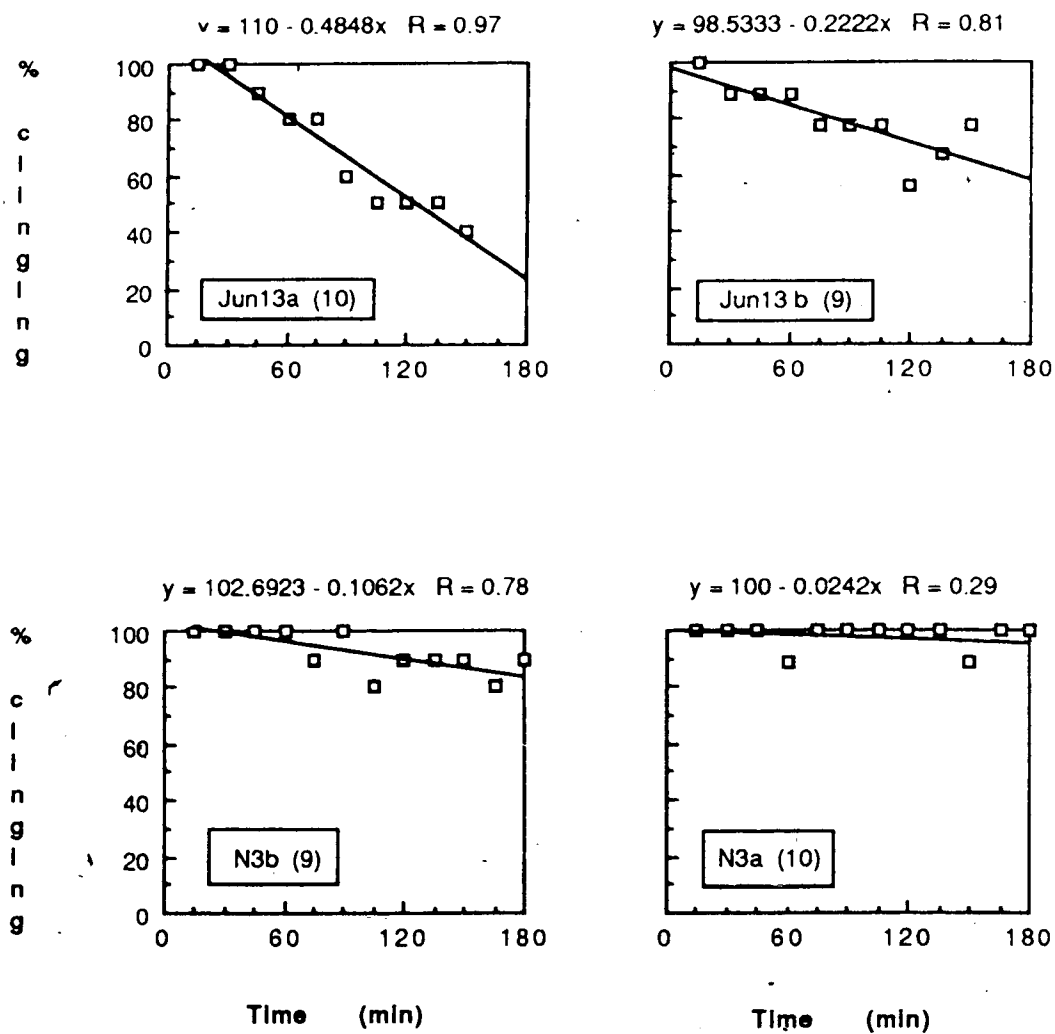 v = 110 - 0.4848x R = 0.97
y = 98.5333 - 0.2222x R = 0.81
% clinging
100
80
60
40
20
0
Jun13a (10)
Jun13 b (9)
0 60 120 180
0 60 120 180
y = 102.6923 - 0.1062x R = 0.78
y = 100 - 0.0242x R = 0.29
% clinging
100
80
60
40
20
0
N3b (9)
N3a (10)
0 60 120 180
0 60 120 180
Time (min)
Time (min)